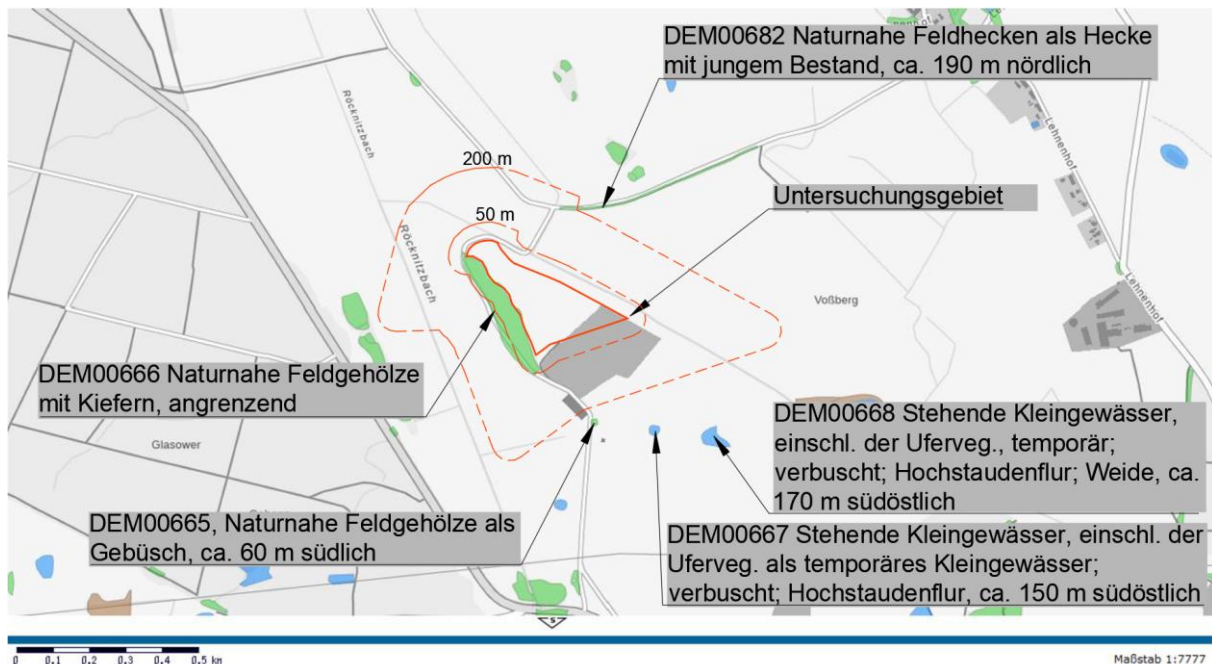 DEM00682 Naturnahe Feldhecken als Hecke
mit jungem Bestand, ca. 190 m nördlich
Röcknitzbach
Lehnenhof
200 m
Untersuchungsgebiet
50 m
Röcknitzbach
Voßberg
Lehnenhof
DEM00666 Naturnahe Feldgehölze
mit Kiefern, angrenzend
DEM00668 Stehende Kleingewässer,
einschl. der Uferveg., temporär;
verbuscht; Hochstaudenflur; Weide, ca.
170 m südöstlich
Glasower
DEM00665, Naturnahe Feldgehölze als
Gebüsch, ca. 60 m südlich
DEM00667 Stehende Kleingewässer, einschl. der
Uferveg. als temporäres Kleingewässer;
verbuscht; Hochstaudenflur, ca. 150 m südöstlich
S
0 0.1 0.2 0.3 0.4 0.5 km
Maßstab 1:7777